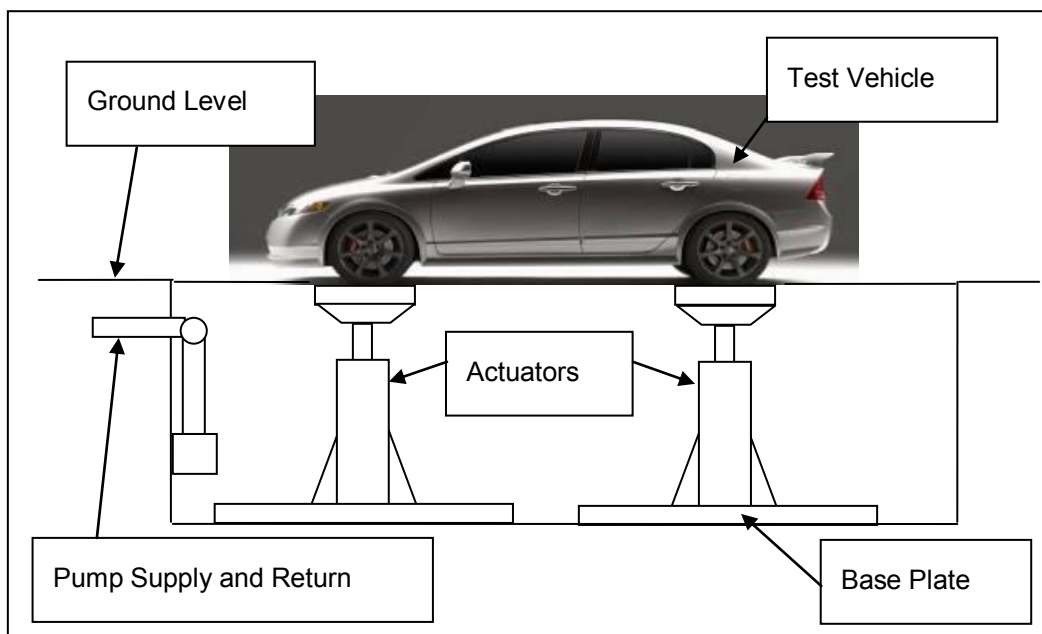 Test Vehicle
Ground Level
Actuators
Pump Supply and Return
Base Plate